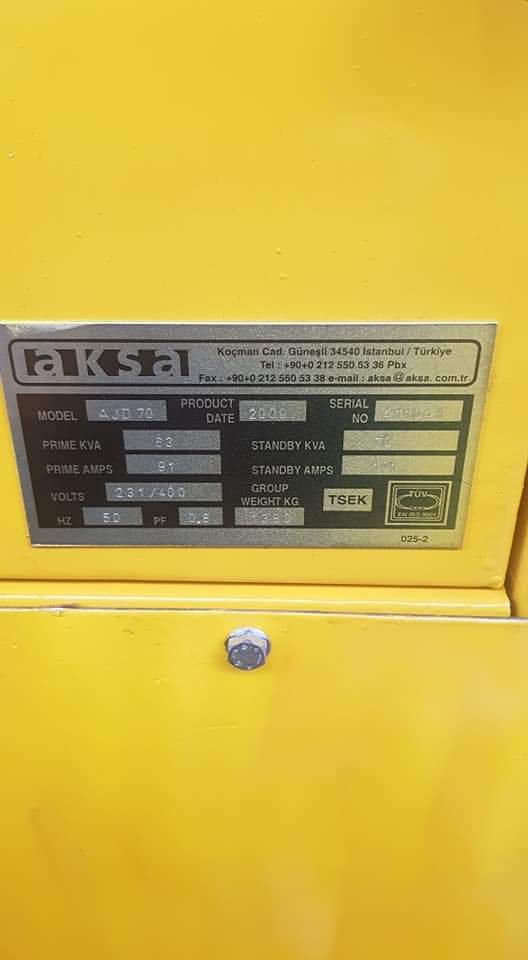 aksa
Koçman Cad. Güneşli 34540 İstanbul / Türkiye
Tel : +90+0 212 550 53 36 Pbx
Fax : +90+0 212 550 53 38 e-mail : aksa@aksa.com.tr
MODEL AJD 70 PRODUCT DATE 2009 SERIAL NO
PRIME KVA 63 STANDBY KVA 70
PRIME AMPS 91 STANDBY AMPS
VOLTS 231/400 GROUP WEIGHT KG TSEK TÜV
HZ 50 PF 0.8 EN ISO 9001
025-2